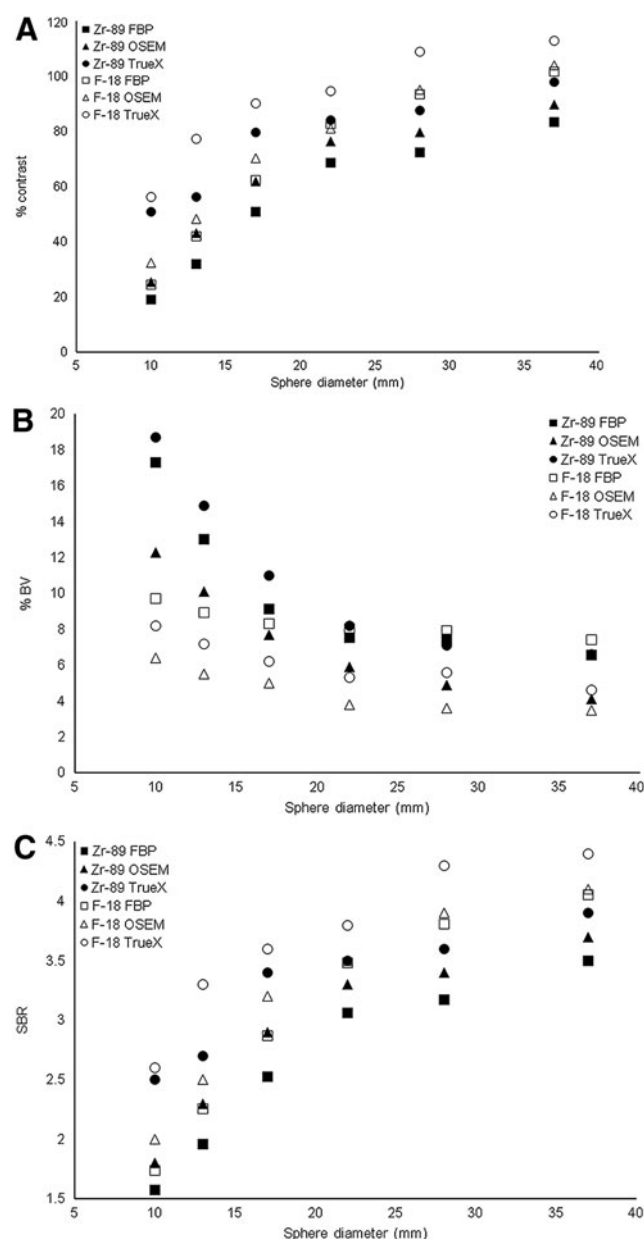 A
120
100
80
60
40
20
0
% contrast
■ Zr-89 FBP
▲ Zr-89 OSEM
● Zr-89 TrueX
□ F-18 FBP
△ F-18 OSEM
○ F-18 TrueX
5 10 15 20 25 30 35 40
Sphere diameter (mm)
B
20
18
16
14
12
10
8
6
4
2
0
% BV
■ Zr-89 FBP
▲ Zr-89 OSEM
● Zr-89 TrueX
□ F-18 FBP
△ F-18 OSEM
○ F-18 TrueX
5 10 15 20 25 30 35 40
Sphere diameter (mm)
C
4.5
4
3.5
3
2.5
2
1.5
SBR
■ Zr-89 FBP
▲ Zr-89 OSEM
● Zr-89 TrueX
□ F-18 FBP
△ F-18 OSEM
○ F-18 TrueX
5 10 15 20 25 30 35 40
Sphere diameter (mm)